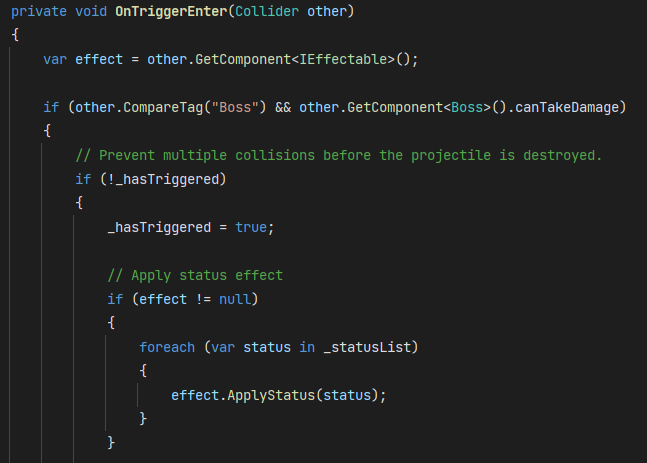 private void OnTriggerEnter(Collider other)
{
    var effect = other.GetComponent<IEffectable>();

    if (other.CompareTag("Boss") && other.GetComponent<Boss>().canTakeDamage)
    {
        // Prevent multiple collisions before the projectile is destroyed.
        if (!_hasTriggered)
        {
            _hasTriggered = true;

            // Apply status effect
            if (effect != null)
            {
                foreach (var status in _statusList)
                {
                    effect.ApplyStatus(status);
                }
            }